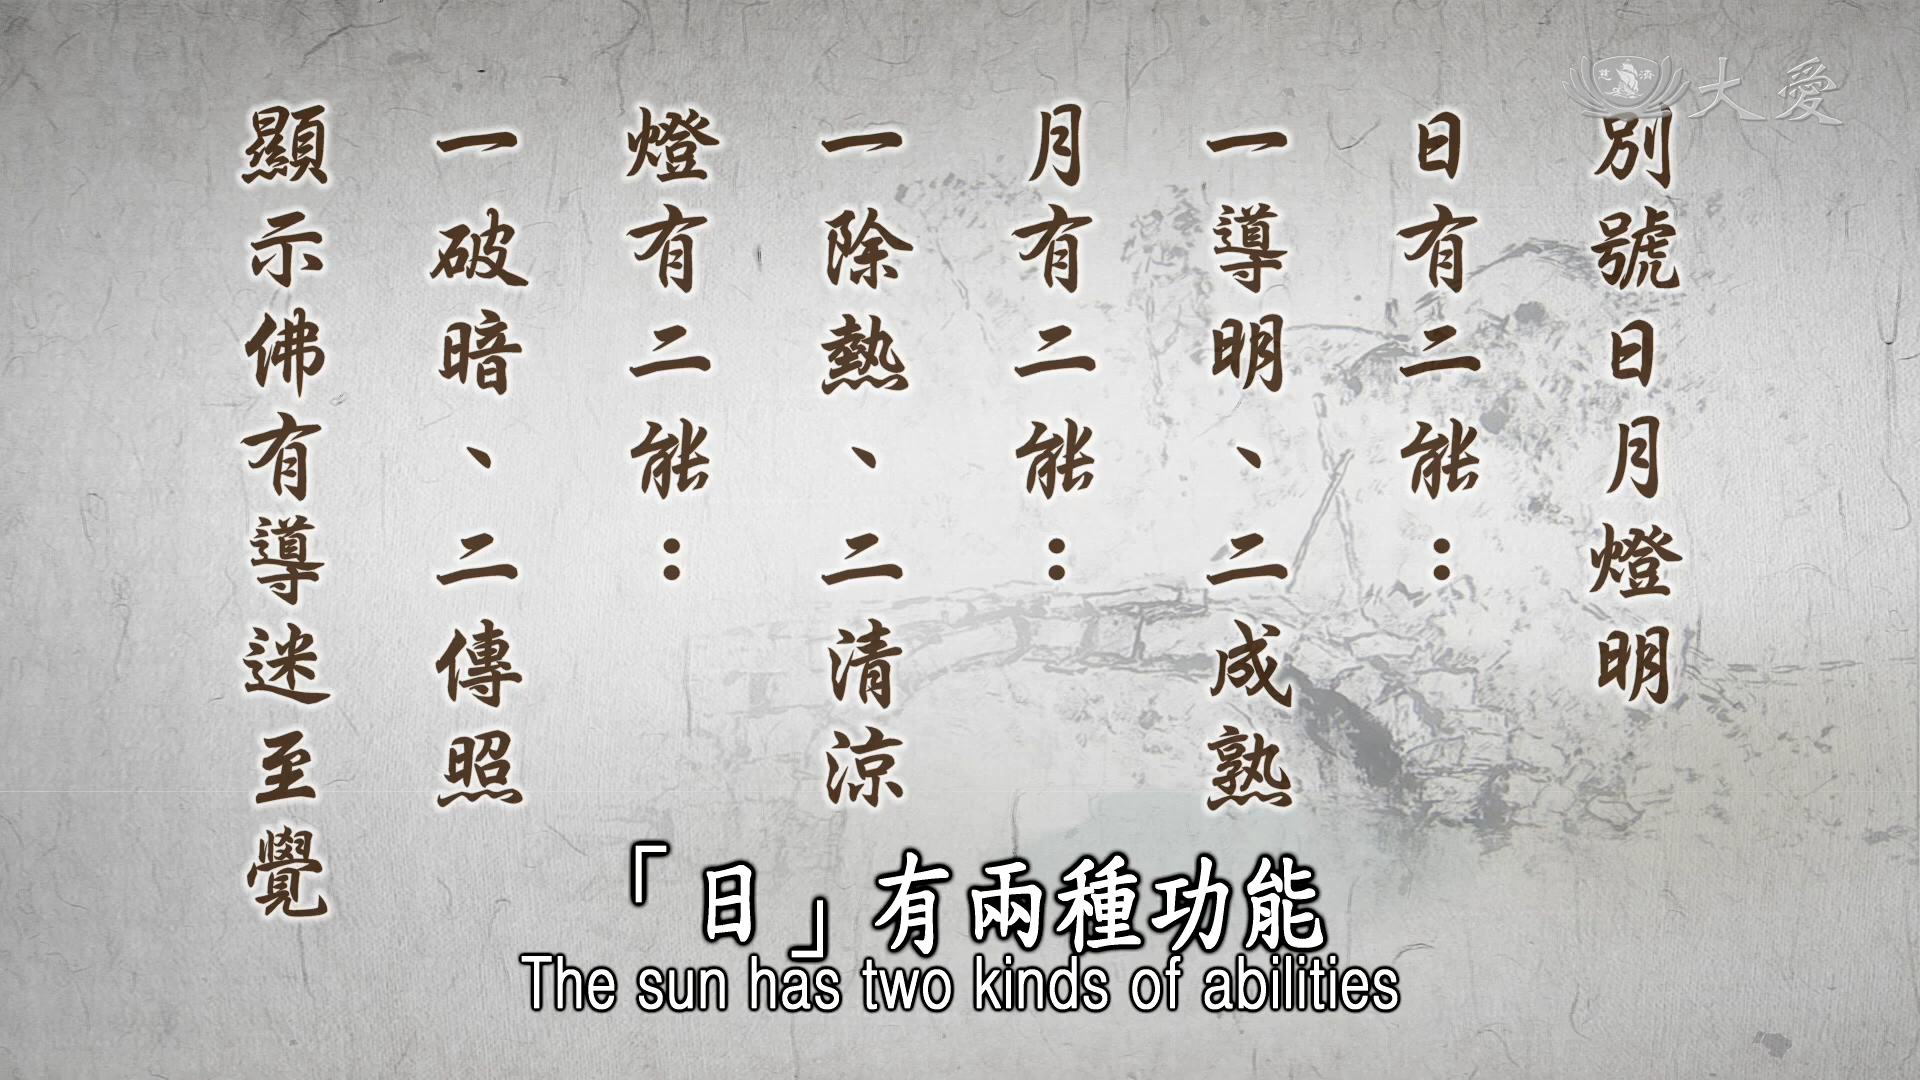 別號日月燈明
日有二能：
一導明、二成熟
月有二能：
一除熱、二清涼
燈有二能：
一破暗、二傳照
顯示佛有導迷至覺
「日」有兩種功能
The sun has two kinds of abilities
慈濟
大愛